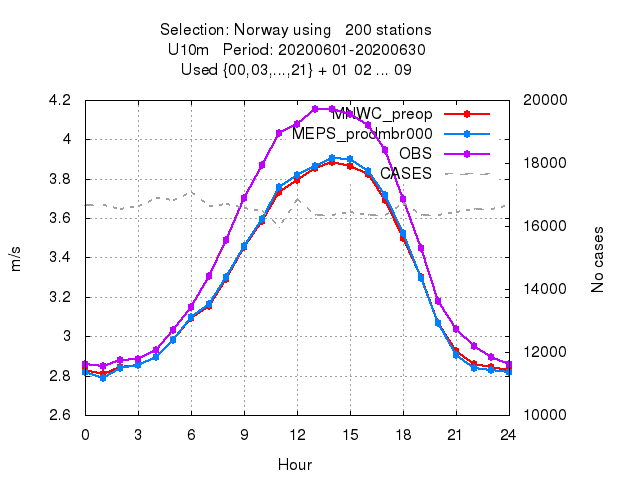 Selection: Norway using   200 stations
U10m   Period: 20200601-20200630
Used {00,03,...,21} + 01 02 ... 09
4.2
4
3.8
3.6
3.4
3.2
3
2.8
2.6
20000
18000
16000
14000
12000
10000
MNWC_preop
MEPS_prodmbr000
OBS
CASES
m/s
No cases
0 3 6 9 12 15 18 21 24
Hour